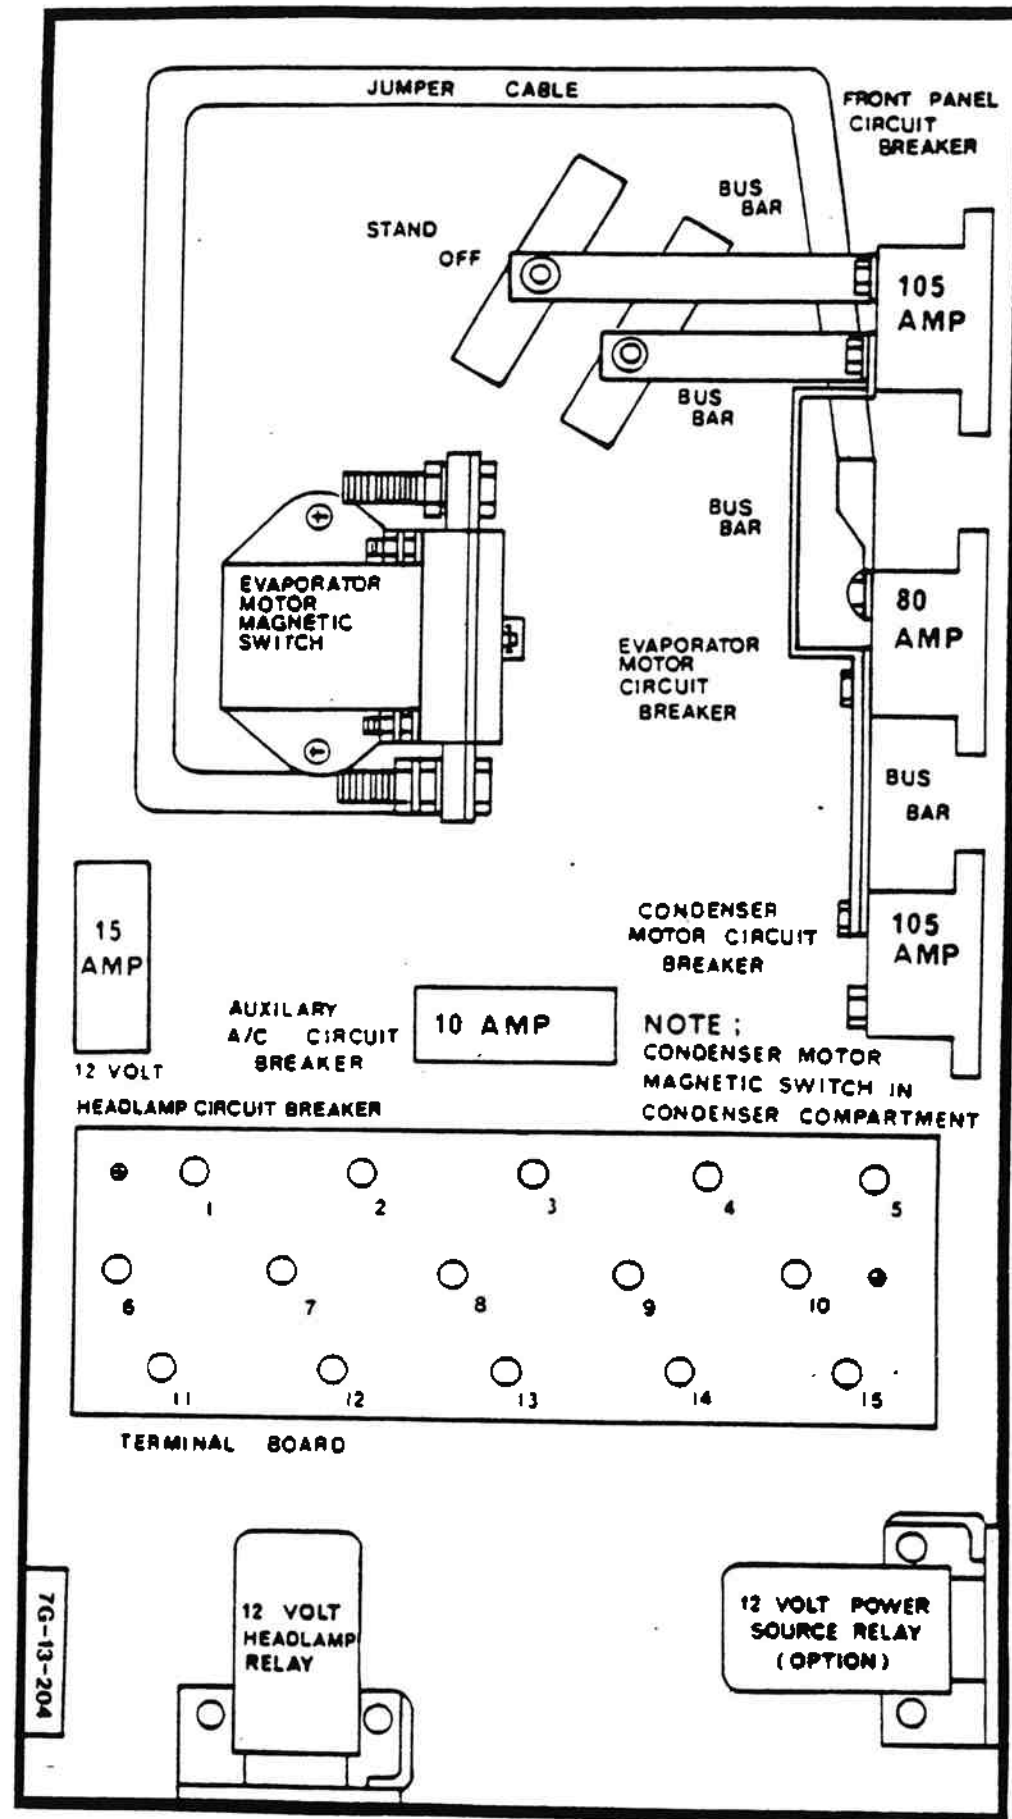 JUMPER CABLE
FRONT PANEL
CIRCUIT
BREAKER
BUS
BAR
STAND
OFF
105
AMP
BUS
BAR
BUS
BAR
EVAPORATOR
MOTOR
MAGNETIC
SWITCH
80
AMP
EVAPORATOR
MOTOR
CIRCUIT
BREAKER
BUS
BAR
15
AMP
12 VOLT
HEADLAMP CIRCUIT BREAKER
CONDENSER
MOTOR CIRCUIT
BREAKER
105
AMP
AUXILARY
A/C CIRCUIT
BREAKER
10 AMP
NOTE ;
CONDENSER MOTOR
MAGNETIC SWITCH IN
CONDENSER COMPARTMENT
1 2 3 4 5
6 7 8 9 10
11 12 13 14 15
TERMINAL BOARD
12 VOLT
HEADLAMP
RELAY
12 VOLT POWER
SOURCE RELAY
(OPTION)
7G-13-204